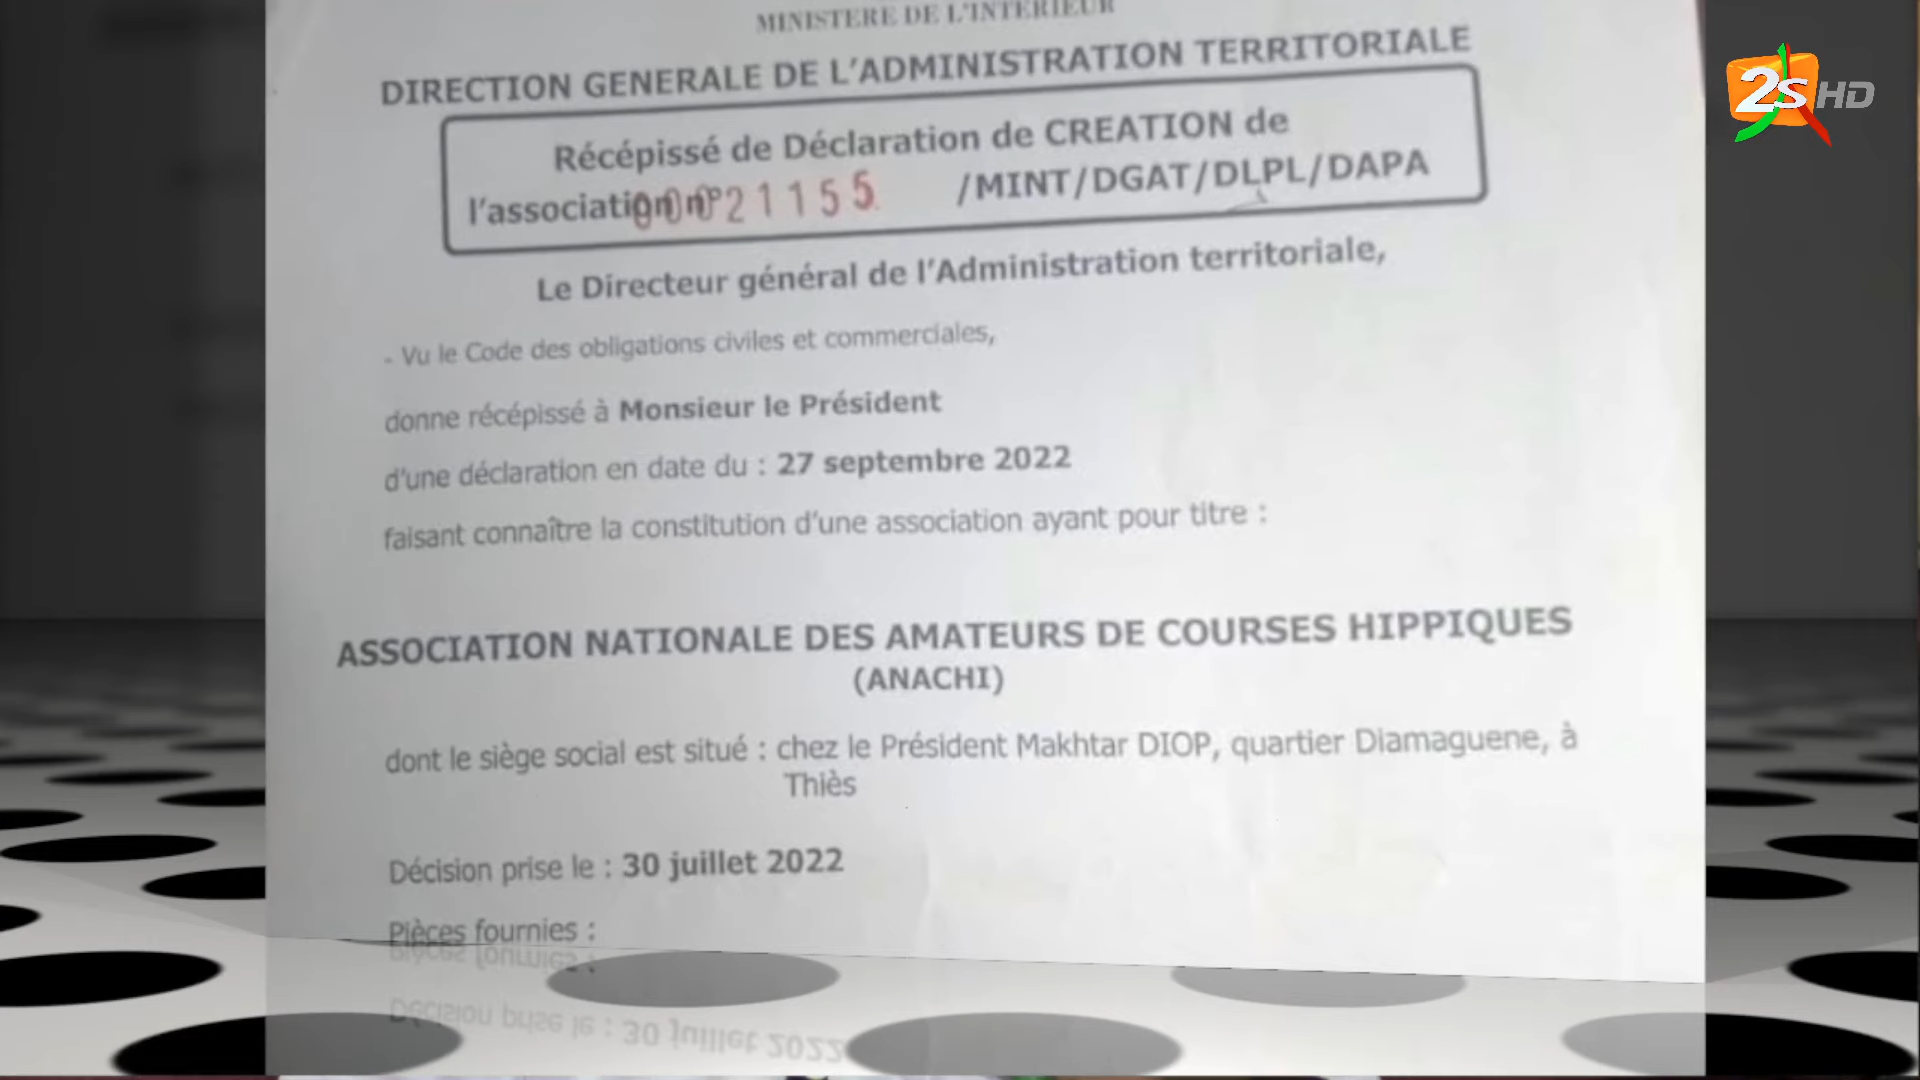 MINISTERE DE L'INTERIEUR
DIRECTION GENERALE DE L'ADMINISTRATION TERRITORIALE
2S HD
Récépissé de Déclaration de CREATION de
l'association n° 00021155 /MINT/DGAT/DLPL/DAPA
Le Directeur général de l'Administration territoriale,
- Vu le Code des obligations civiles et commerciales,
donne récépissé à Monsieur le Président
d'une déclaration en date du : 27 septembre 2022
faisant connaître la constitution d'une association ayant pour titre :
ASSOCIATION NATIONALE DES AMATEURS DE COURSES HIPPIQUES
(ANACHI)
dont le siège social est situé : chez le Président Makhtar DIOP, quartier Diamaguene, à
Thiès
Décision prise le : 30 juillet 2022
Pièces fournies :